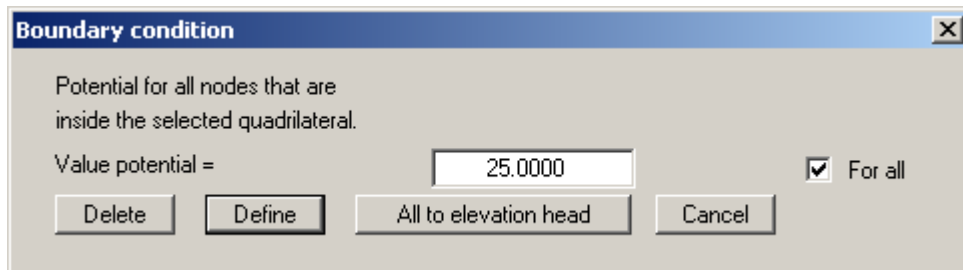 Boundary condition
Potential for all nodes that are
inside the selected quadrilateral.
Value potential = 25.0000 For all
Delete Define All to elevation head Cancel